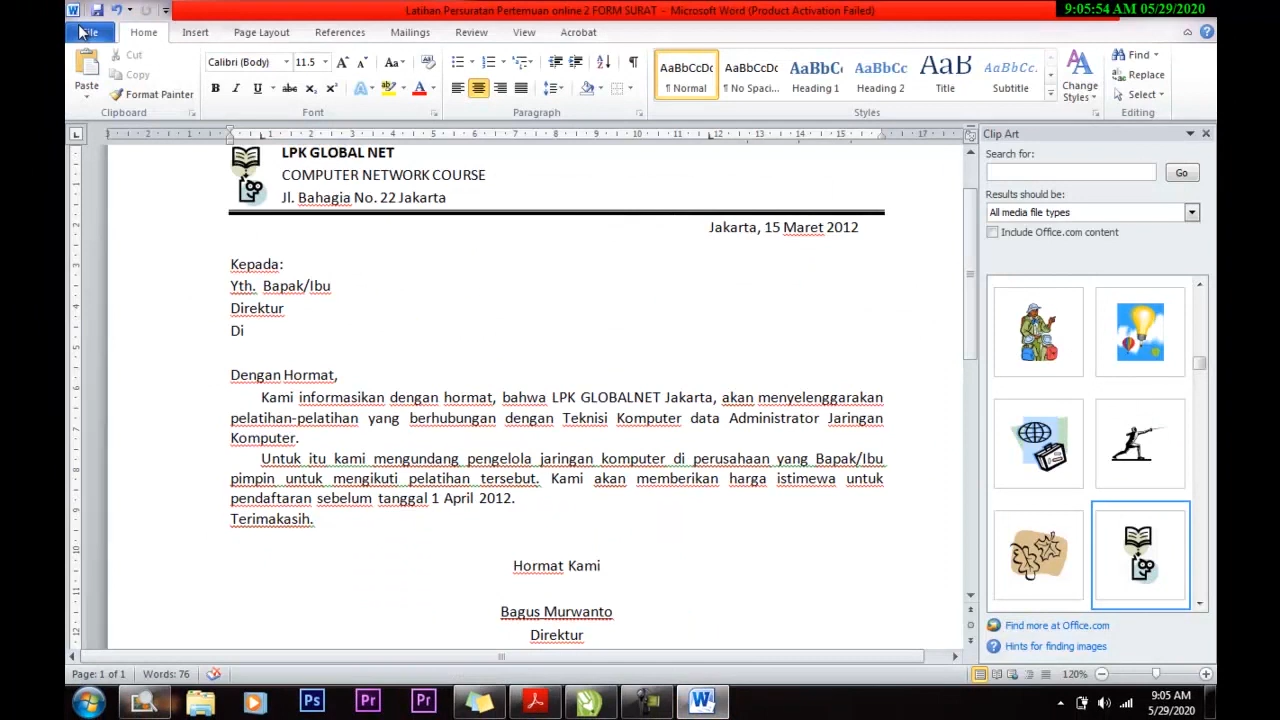 Latihan Persuratan Pertemuan online 2 FORM SURAT - Microsoft Word (Product Activation Failed)
9:05:54 AM 05/29/2020
File Home Insert Page Layout References Mailings Review View Acrobat
Paste
Cut
Copy
Format Painter
Clipboard
Calibri (Body) 11.5
Font
Paragraph
AaBbCcDc AaBbCcDc AaBbC AaBbCc AaB AaBbCc.
¶ Normal ¶ No Spaci... Heading 1 Heading 2 Title Subtitle
Change Styles
Styles
Find
Replace
Select
Editing
LPK GLOBAL NET
COMPUTER NETWORK COURSE
Jl. Bahagia No. 22 Jakarta
Jakarta, 15 Maret 2012
Kepada:
Yth. Bapak/Ibu
Direktur
Di
Dengan Hormat,
Kami informasikan dengan hormat, bahwa LPK GLOBALNET Jakarta, akan menyelenggarakan
pelatihan-pelatihan yang berhubungan dengan Teknisi Komputer data Administrator Jaringan
Komputer.
Untuk itu kami mengundang pengelola jaringan komputer di perusahaan yang Bapak/Ibu
pimpin untuk mengikuti pelatihan tersebut. Kami akan memberikan harga istimewa untuk
pendaftaran sebelum tanggal 1 April 2012.
Terimakasih.
Hormat Kami
Bagus Murwanto
Direktur
Clip Art
Search for:
Go
Results should be:
All media file types
Include Office.com content
Find more at Office.com
Hints for finding images
Page: 1 of 1 Words: 76
120%
9:05 AM
5/29/2020